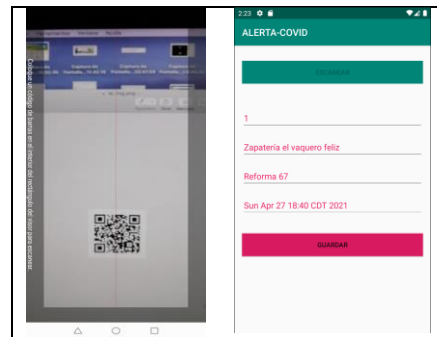 Coloque un código de barras en el interior del rectángulo del visor para escanear.
2:23
ALERTA-COVID
ESCANEAR
1
Zapatería el vaquero feliz
Reforma 67
Sun Apr 27 18:40 CDT 2021
GUARDAR